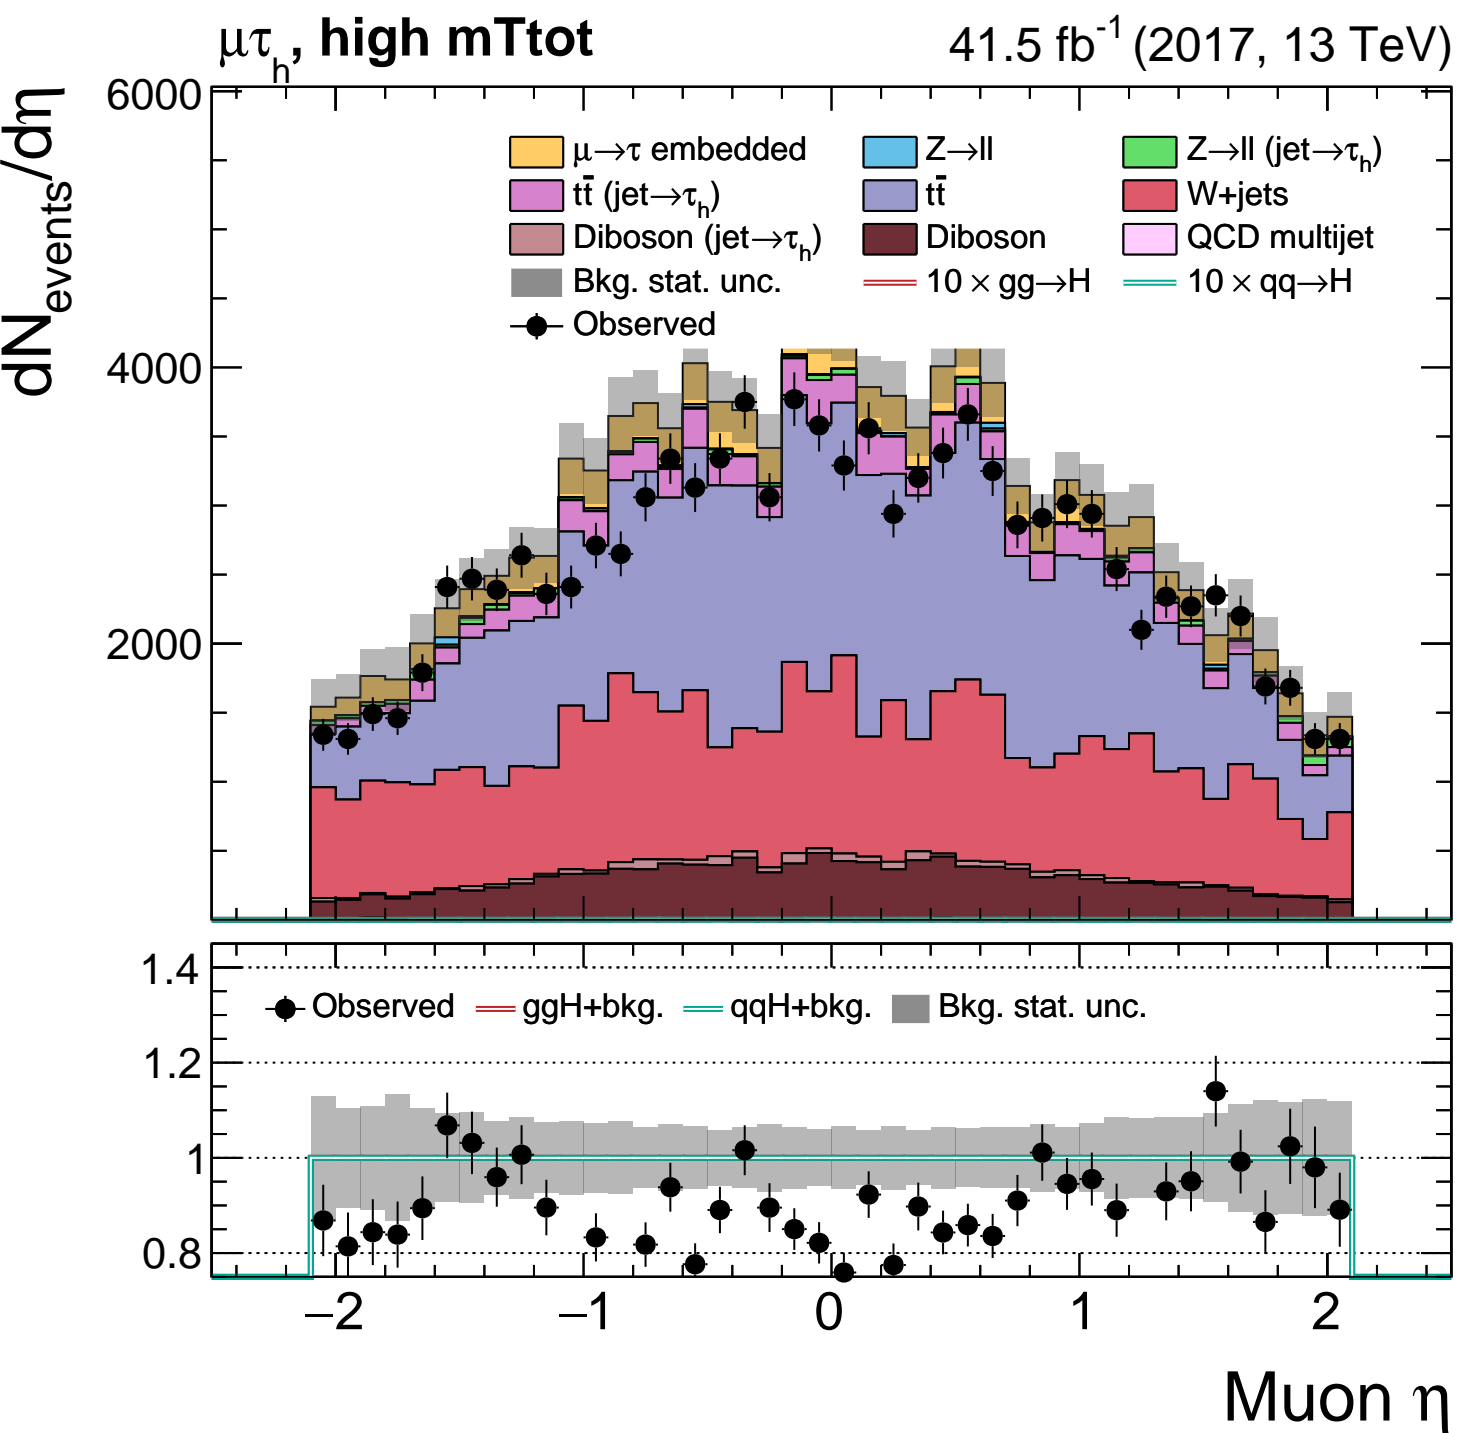 μτh, high mTtot 41.5 fb-1 (2017, 13 TeV)
dNevents/dη
6000
4000
2000
μ→τ embedded Z→ll Z→ll (jet→τh)
tt̄ (jet→τh) tt̄ W+jets
Diboson (jet→τh) Diboson QCD multijet
Bkg. stat. unc. 10 × gg→H 10 × qq→H
Observed
1.4
1.2
1
0.8
Observed ggH+bkg. qqH+bkg. Bkg. stat. unc.
−2 −1 0 1 2
Muon η